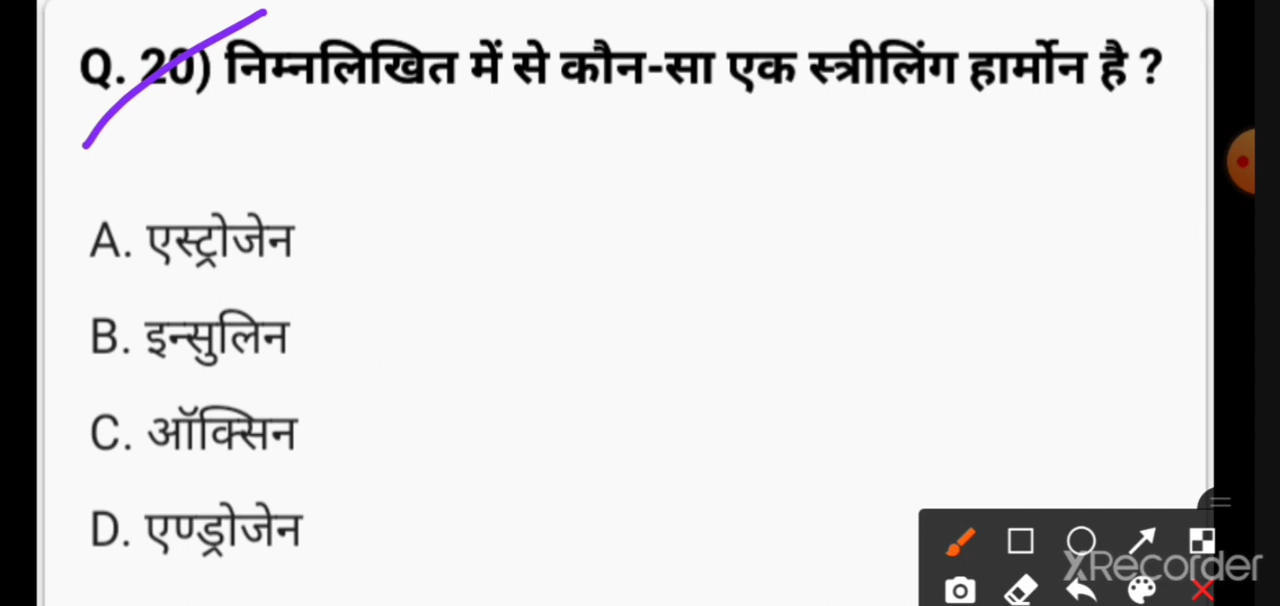 Q. 20) निम्नलिखित में से कौन-सा एक स्त्रीलिंग हार्मोन है ?
A. एस्ट्रोजेन
B. इन्सुलिन
C. ऑक्सिन
D. एण्ड्रोजेन
XRecorder